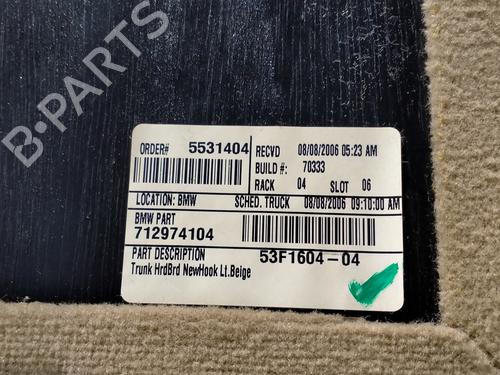 B-PARTS
ORDER# 5531404
RECVD 08/08/2006 05:23 AM
BUILD #: 70333
RACK 04 SLOT 06
LOCATION: BMW SCHED. TRUCK 08/08/2006 09:10:00 AM
BMW PART
712974104
PART DESCRIPTION 53F1604-04
Trunk HrdBrd NewHook Lt.Beige